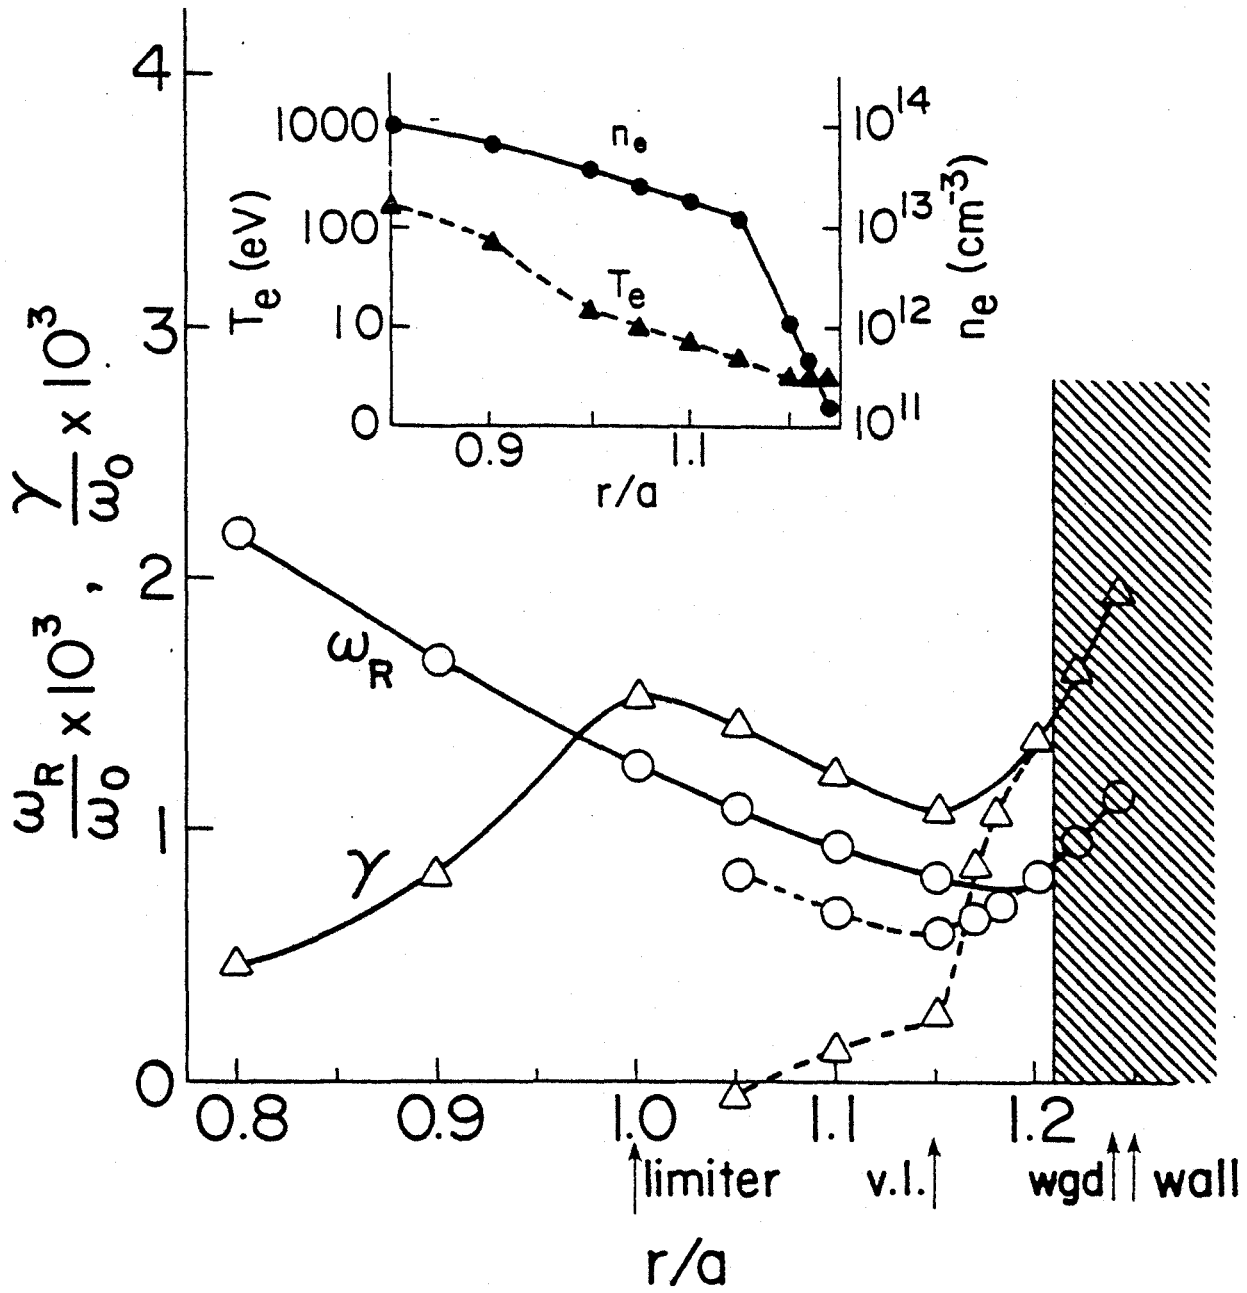 4
3
2
1
0
ω_R/ω_0 x 10^3, γ/ω_0 x 10^3
1000
100
10
0
T_e (eV)
n_e
T_e
10^14
10^13
10^12
10^11
n_e (cm^-3)
0.9 1.1
r/a
ω_R
γ
0.8 0.9 1.0 1.1 1.2
limiter v.l. wgd wall
r/a